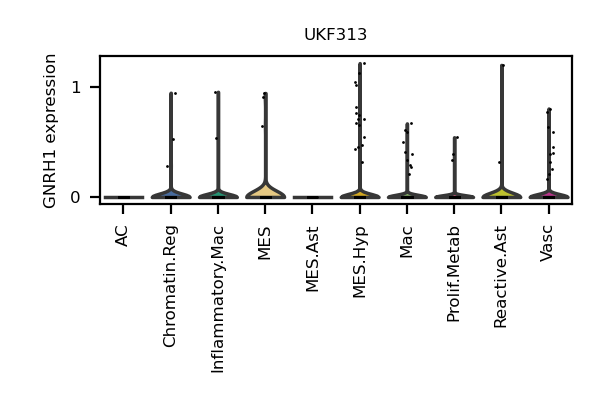 UKF313
GNRH1 expression
1
0
AC
Chromatin.Reg
Inflammatory.Mac
MES
MES.Ast
MES.Hyp
Mac
Prolif.Metab
Reactive.Ast
Vasc